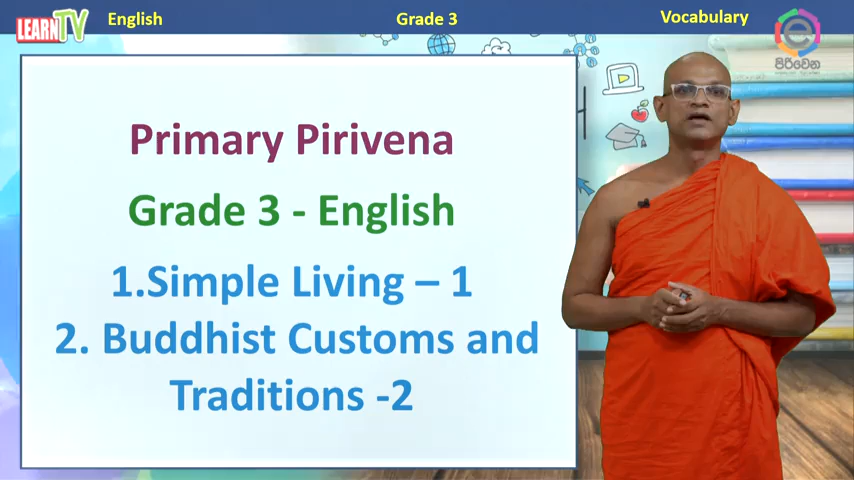 LEARN TV
English
Grade 3
Vocabulary
පිරිවෙන
Primary Pirivena
Grade 3 - English
1.Simple Living – 1
2. Buddhist Customs and
Traditions -2